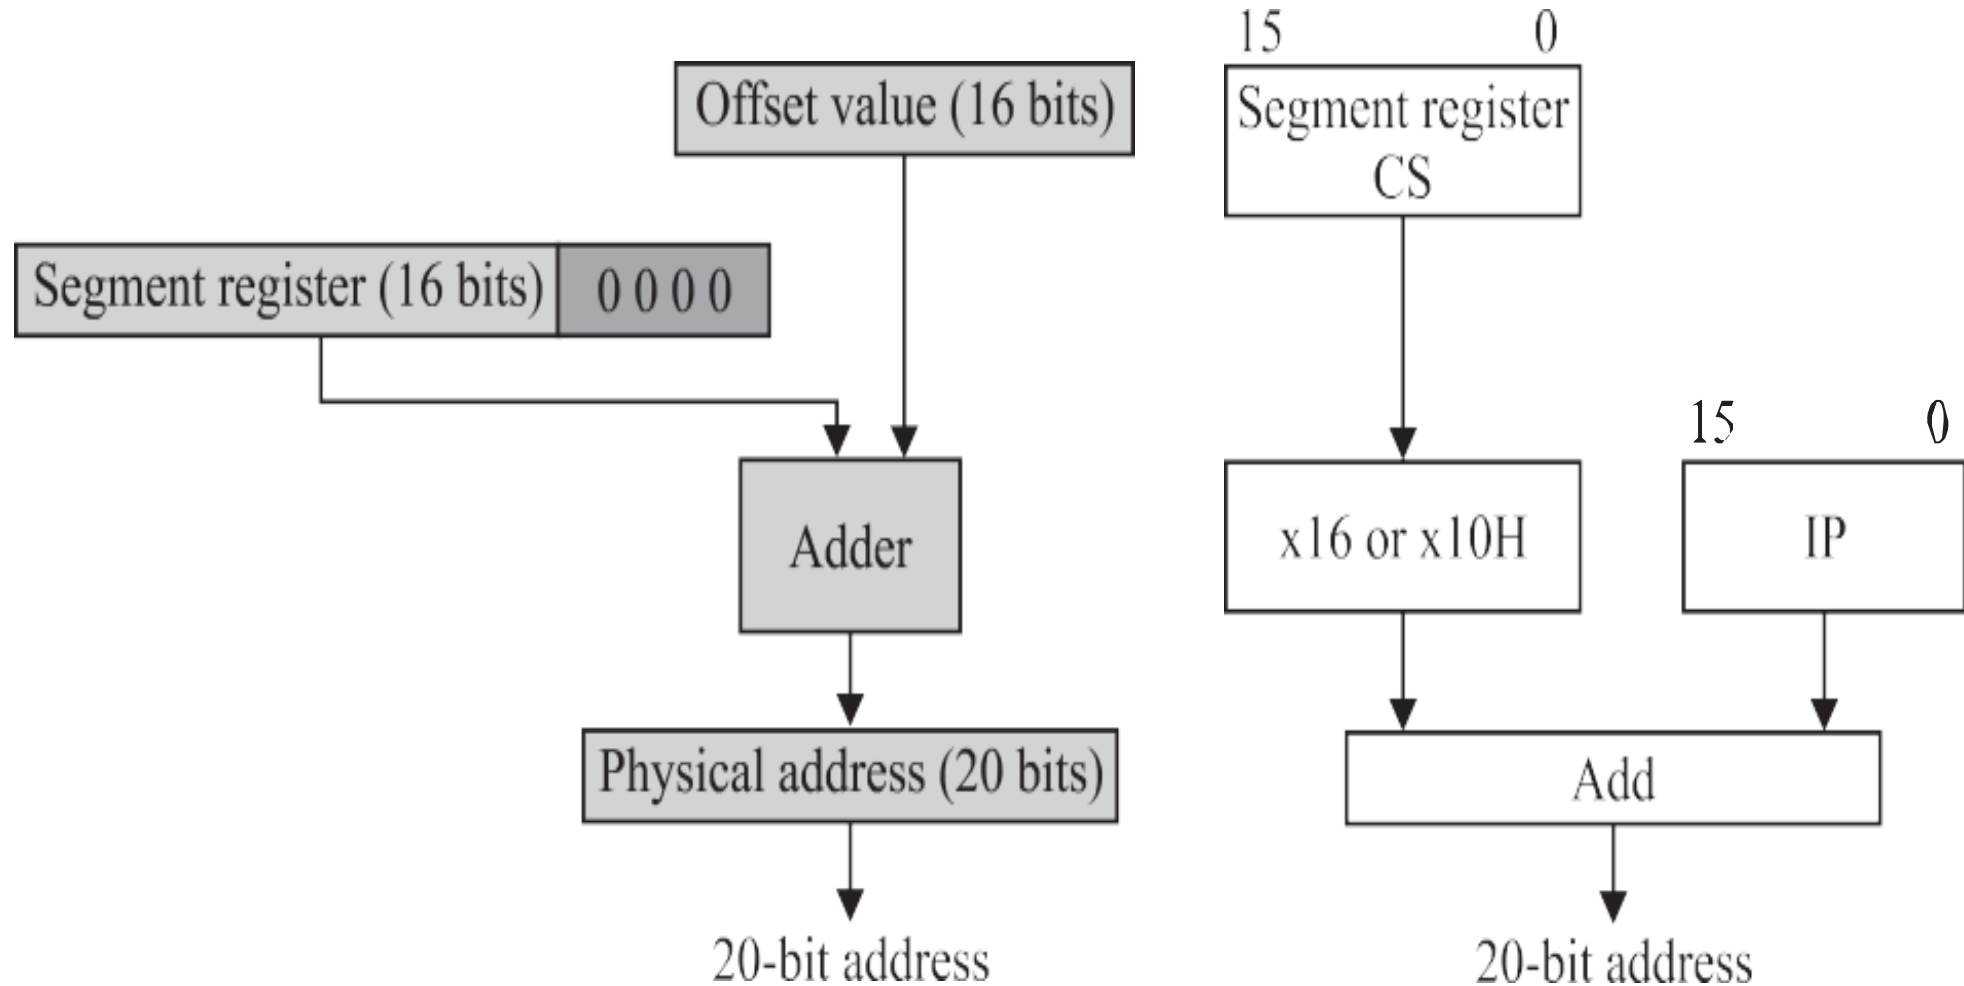 Offset value (16 bits)
Segment register (16 bits) 0 0 0 0
Adder
Physical address (20 bits)
20-bit address
15 0
Segment register
CS
x16 or x10H
15 0
IP
Add
20-bit address